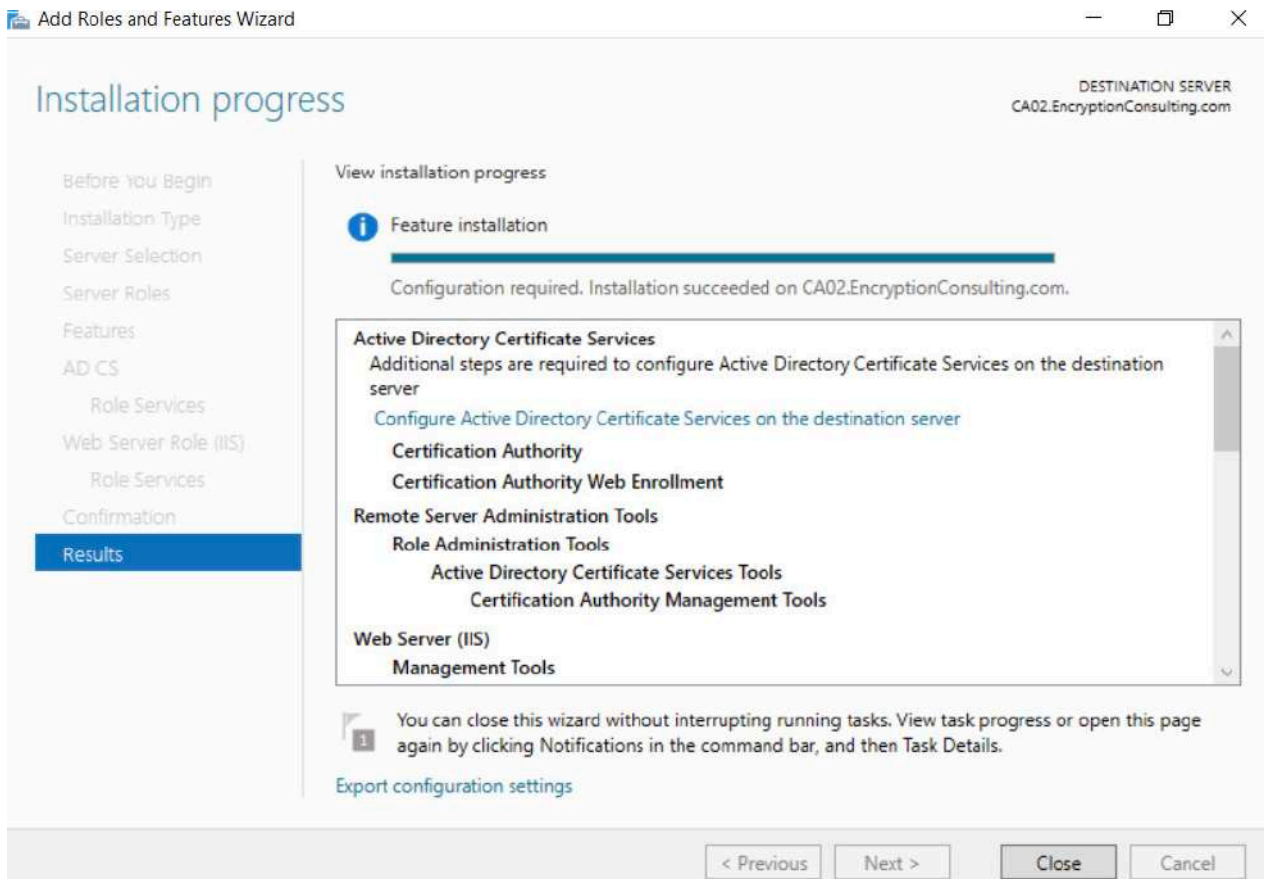 Add Roles and Features Wizard
Installation progress
DESTINATION SERVER
CA02.EncryptionConsulting.com
Before You Begin
Installation Type
Server Selection
Server Roles
Features
AD CS
Role Services
Web Server Role (IIS)
Role Services
Confirmation
Results
View installation progress
Feature installation
Configuration required. Installation succeeded on CA02.EncryptionConsulting.com.
Active Directory Certificate Services
Additional steps are required to configure Active Directory Certificate Services on the destination
server
Configure Active Directory Certificate Services on the destination server
Certification Authority
Certification Authority Web Enrollment
Remote Server Administration Tools
Role Administration Tools
Active Directory Certificate Services Tools
Certification Authority Management Tools
Web Server (IIS)
Management Tools
1
You can close this wizard without interrupting running tasks. View task progress or open this page
again by clicking Notifications in the command bar, and then Task Details.
Export configuration settings
< Previous
Next >
Close
Cancel